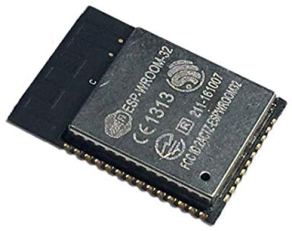 ESP-WROOM-32
CE1313
R 211-161007
FCC ID:2AC7Z-ESPWROOM32